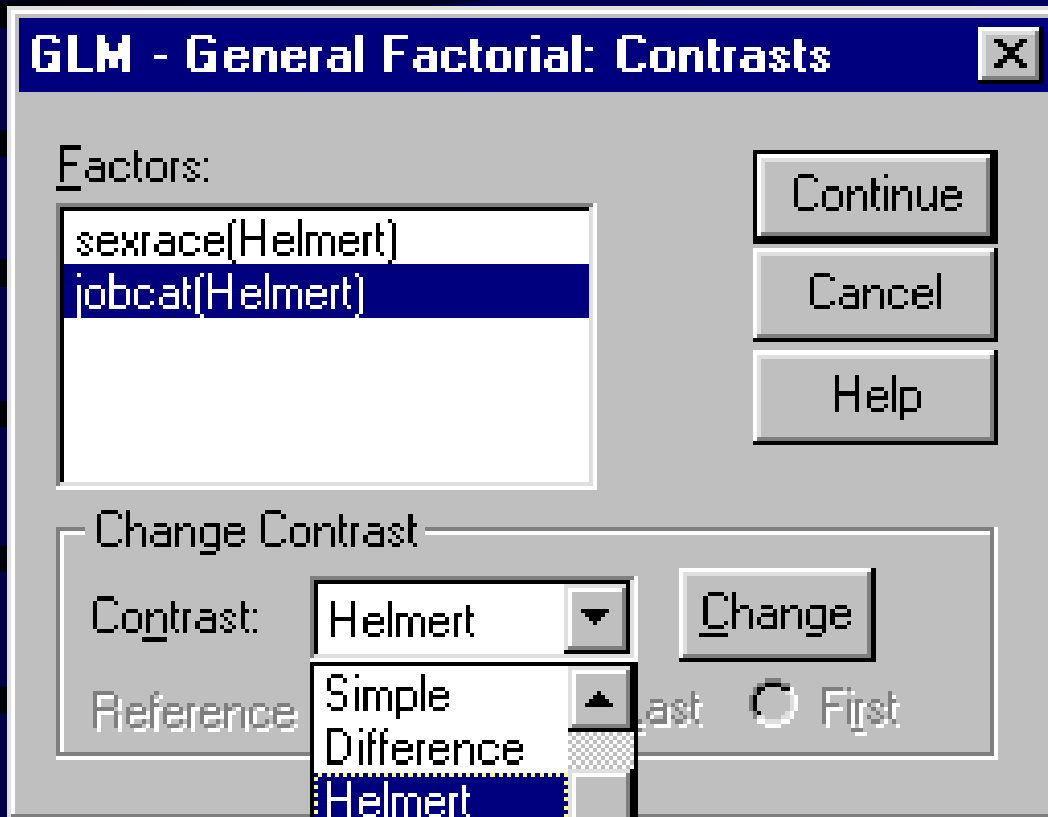 GLM - General Factorial: Contrasts
Factors:
sexrace(Helmert)
jobcat(Helmert)
Continue
Cancel
Help
Change Contrast
Contrast:
Helmert
Change
Simple
Difference
Helmert
Reference
First